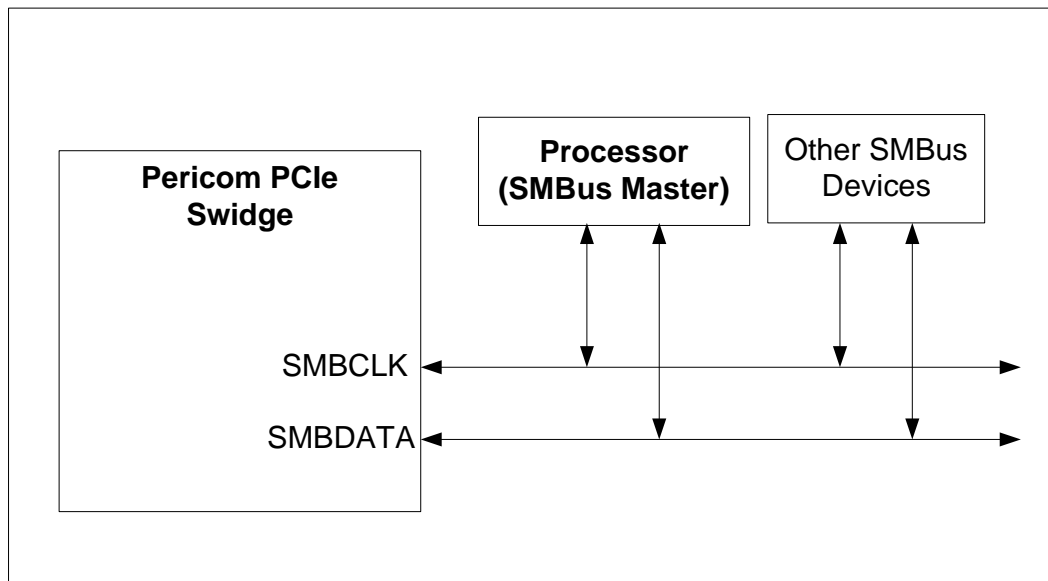 Pericom PCIe
Swidge
Processor
(SMBus Master)
Other SMBus
Devices
SMBCLK
SMBDATA